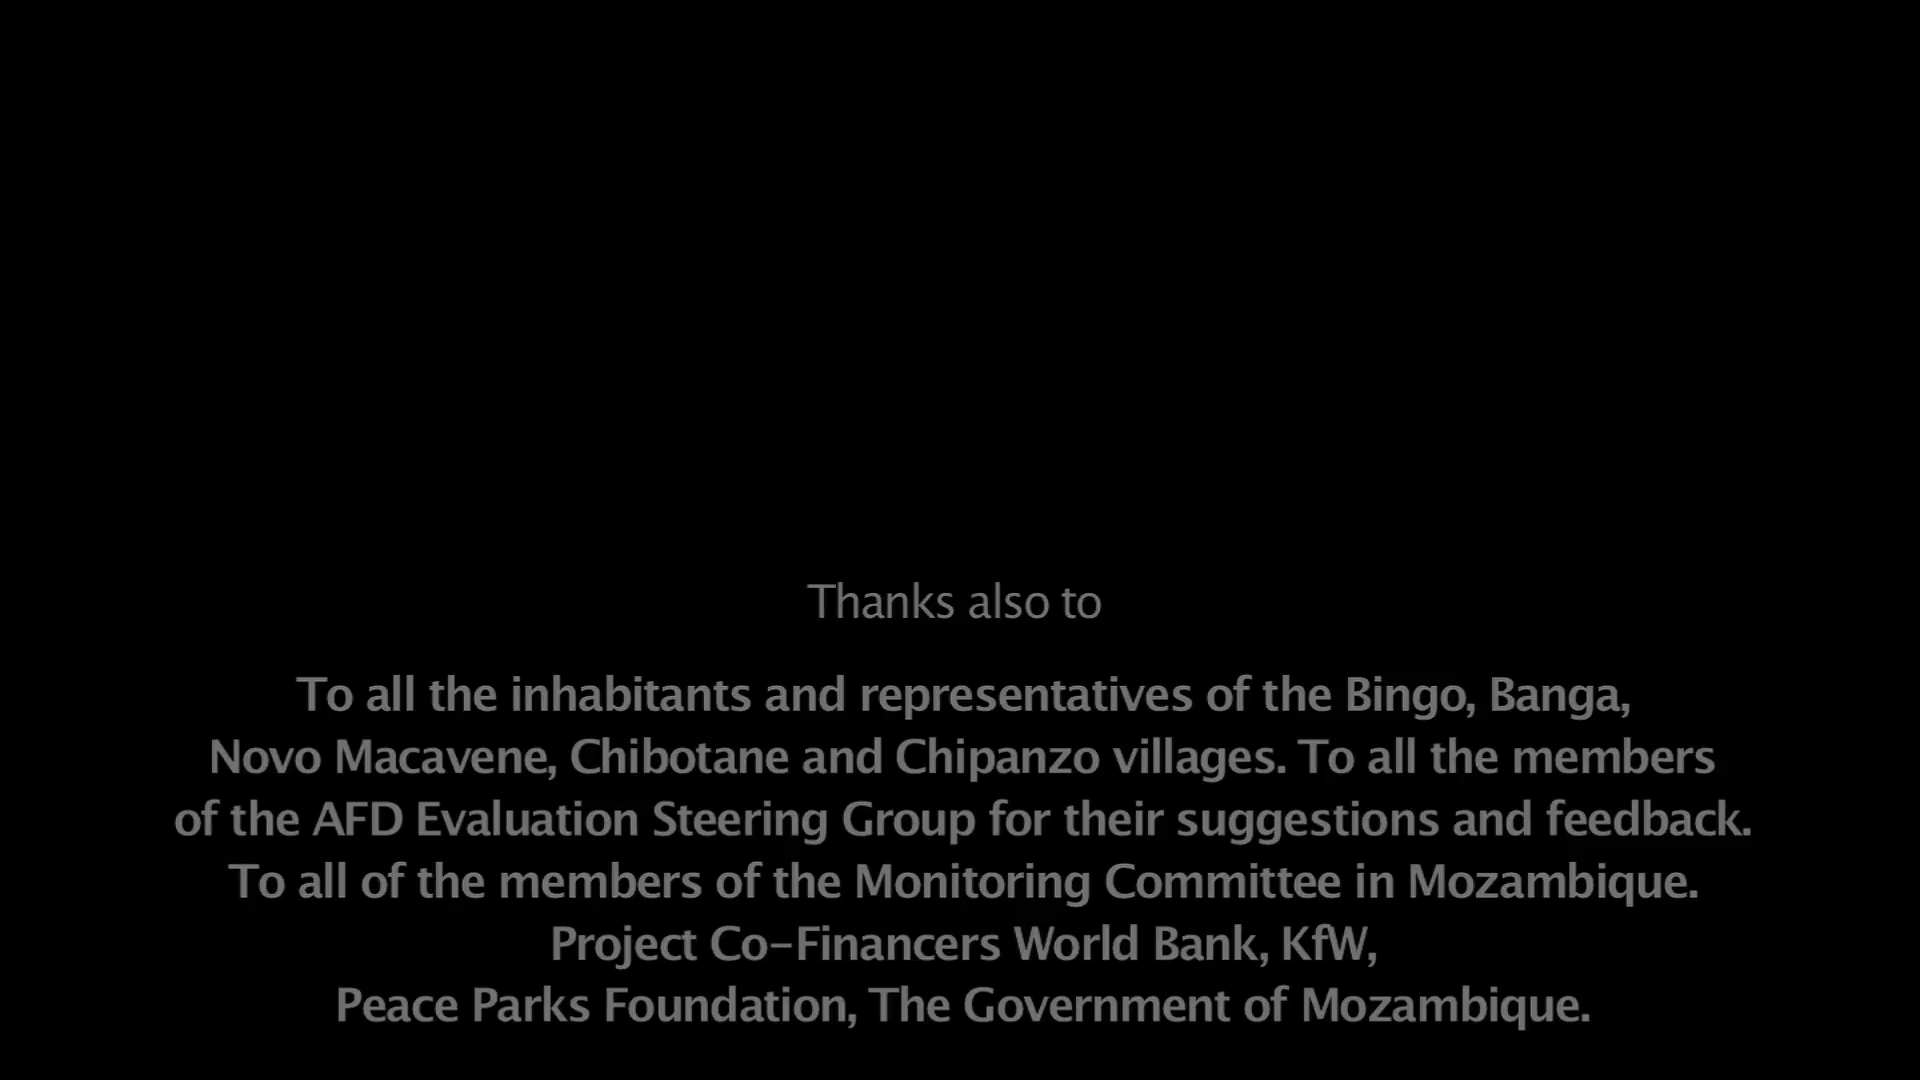 Thanks also to
To all the inhabitants and representatives of the Bingo, Banga,
Novo Macavene, Chibotane and Chipanzo villages. To all the members
of the AFD Evaluation Steering Group for their suggestions and feedback.
To all of the members of the Monitoring Committee in Mozambique.
Project Co-Financers World Bank, KfW,
Peace Parks Foundation, The Government of Mozambique.